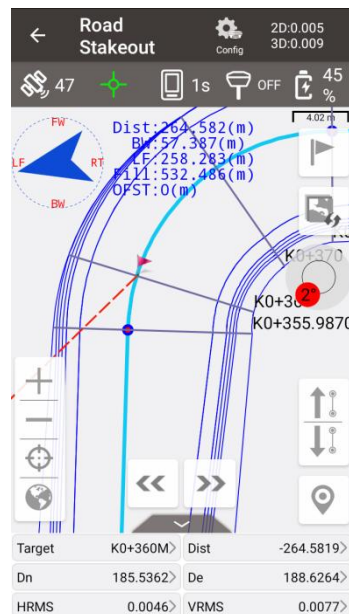 Road Stakeout
Config
2D:0.005
3D:0.009
47
1s
OFF
45 %
FW
LF
RT
BW
Dist:264.582(m)
BW:57.387(m)
LF:258.283(m)
Fill:532.486(m)
OFST:0(m)
4.02 m
K0+370
2°
K0+355.9870
Target K0+360M
Dist -264.5819
Dn 185.5362
De 188.6264
HRMS 0.0046
VRMS 0.0077